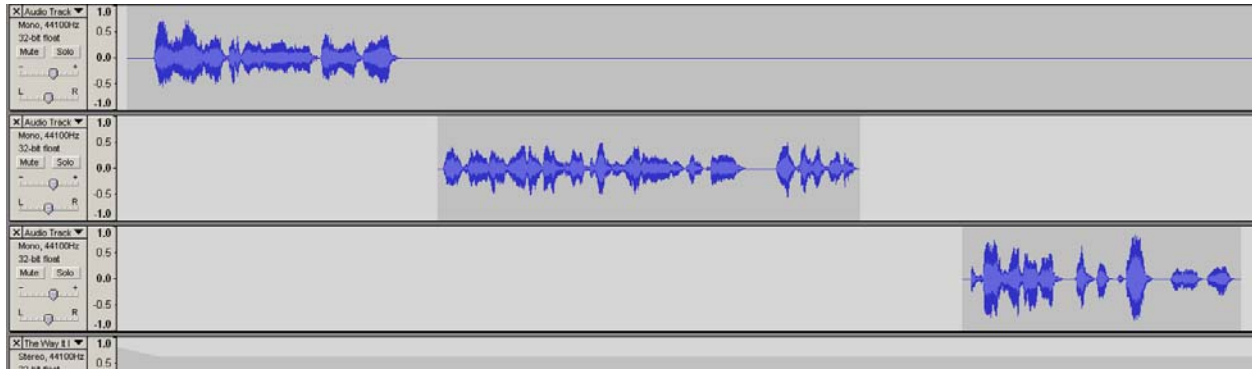 X Audio Track ▼ 1.0
Mono, 44100Hz
32-bit float 0.5
Mute Solo 0.0
- +
L R -0.5
-1.0
X Audio Track ▼ 1.0
Mono, 44100Hz
32-bit float 0.5
Mute Solo 0.0
- +
L R -0.5
-1.0
X Audio Track ▼ 1.0
Mono, 44100Hz
32-bit float 0.5
Mute Solo 0.0
- +
L R -0.5
-1.0
X The Way It I ▼ 1.0
Stereo, 44100Hz 0.5